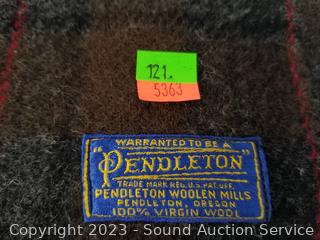 121.
5363
WARRANTED TO BE A
"PENDLETON"
TRADE MARK REG. U.S. PAT. OFF.
PENDLETON WOOLEN MILLS
PENDLETON, OREGON
100% VIRGIN WOOL
Copyright 2023 - Sound Auction Service